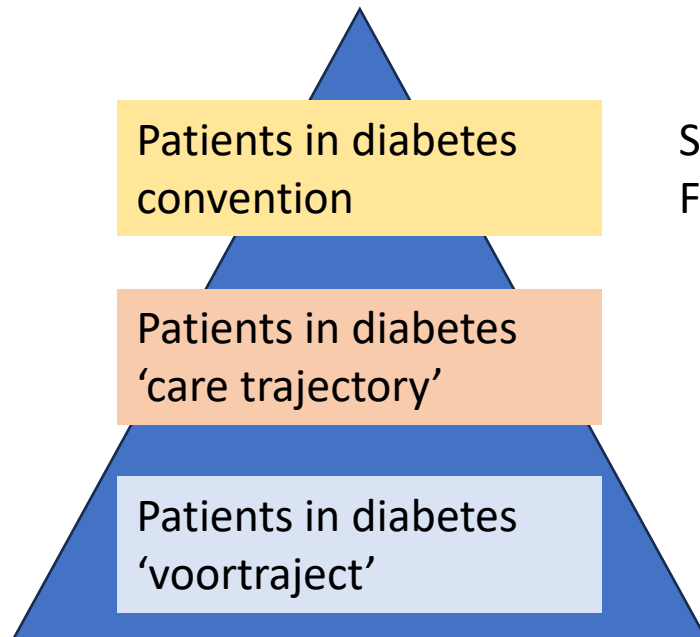 Patients in diabetes
convention
S
F
Patients in diabetes
‘care trajectory’
Patients in diabetes
‘voortraject’